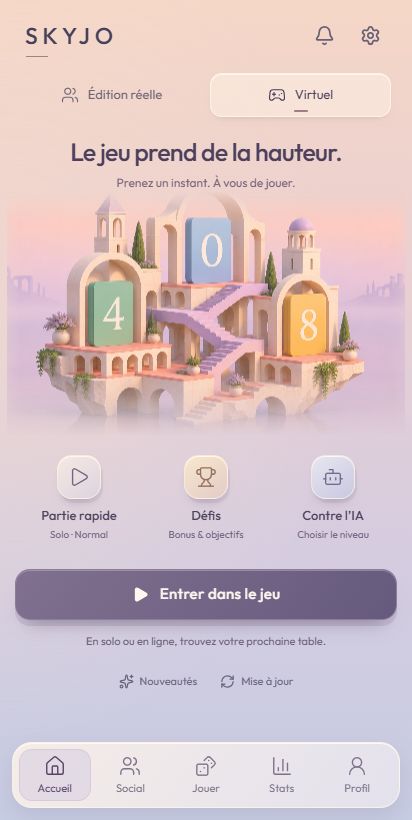 SKYJO
Édition réelle
Virtuel
Le jeu prend de la hauteur.
Prenez un instant. À vous de jouer.
0
4
8
Partie rapide
Défis
Contre l'IA
Solo · Normal
Bonus & objectifs
Choisir le niveau
Entrer dans le jeu
En solo ou en ligne, trouvez votre prochaine table.
Nouveautés
Mise à jour
Accueil
Social
Jouer
Stats
Profil